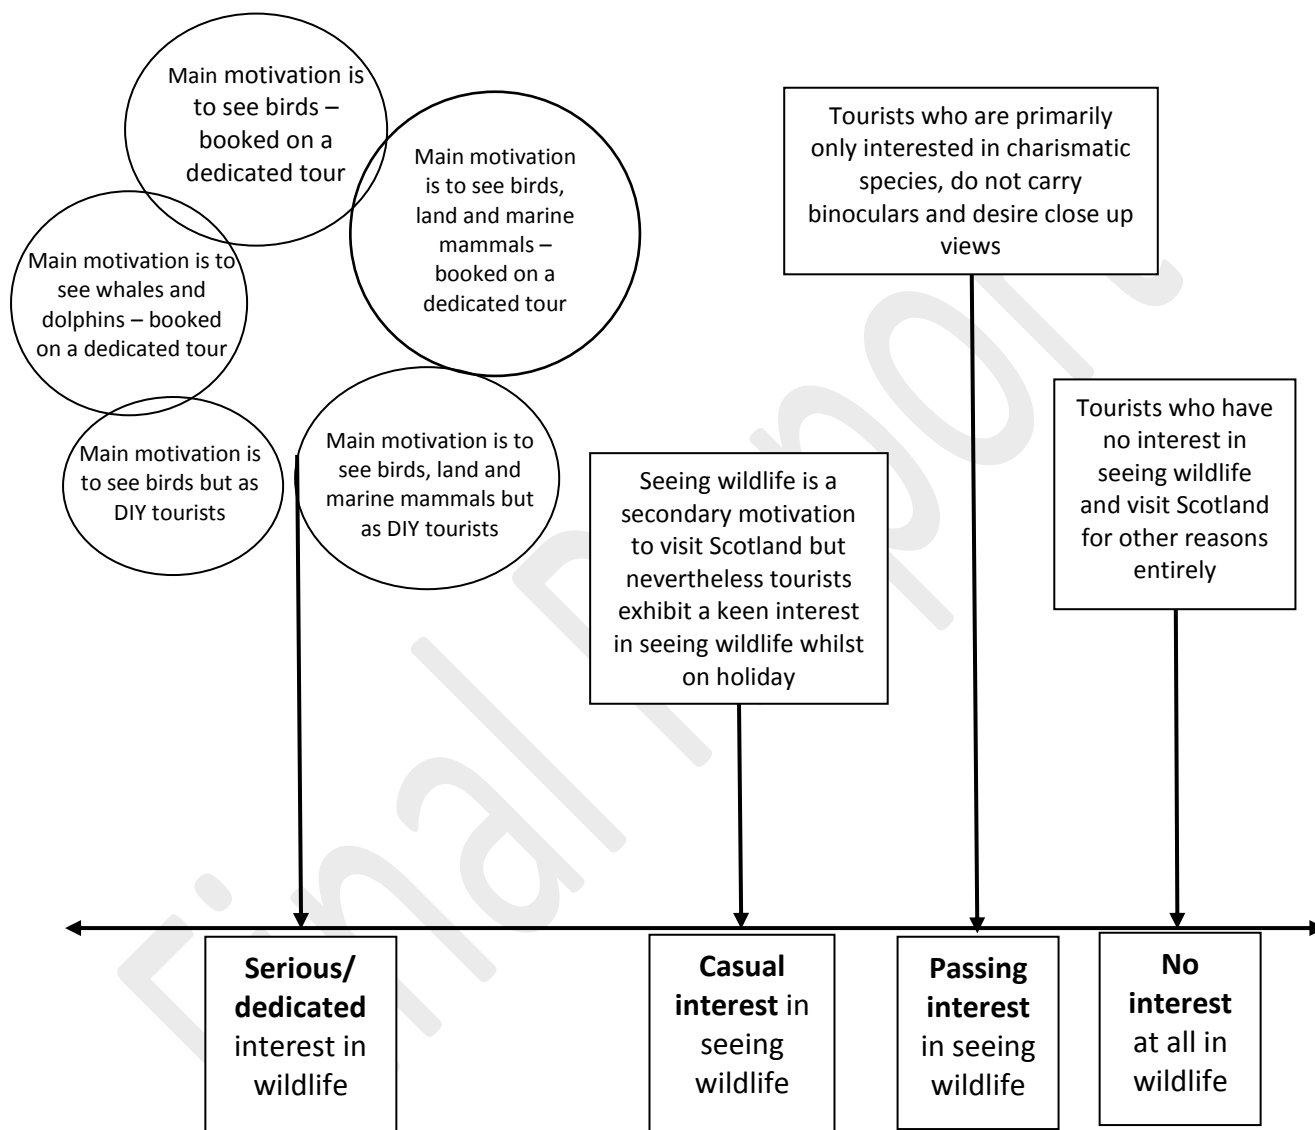 Main motivation is
to see birds –
booked on a
dedicated tour
Main motivation
is to see birds,
land and marine
mammals –
booked on a
dedicated tour
Main motivation is to
see whales and
dolphins – booked
on a dedicated tour
Main motivation is
to see birds but as
DIY tourists
Main motivation is to
see birds, land and
marine mammals but
as DIY tourists
Tourists who are primarily
only interested in charismatic
species, do not carry
binoculars and desire close up
views
Seeing wildlife is a
secondary motivation
to visit Scotland but
nevertheless tourists
exhibit a keen interest
in seeing wildlife whilst
on holiday
Tourists who have
no interest in
seeing wildlife
and visit Scotland
for other reasons
entirely
Serious/
dedicated
interest in
wildlife
Casual
interest in
seeing
wildlife
Passing
interest
in seeing
wildlife
No
interest
at all in
wildlife
Final Report